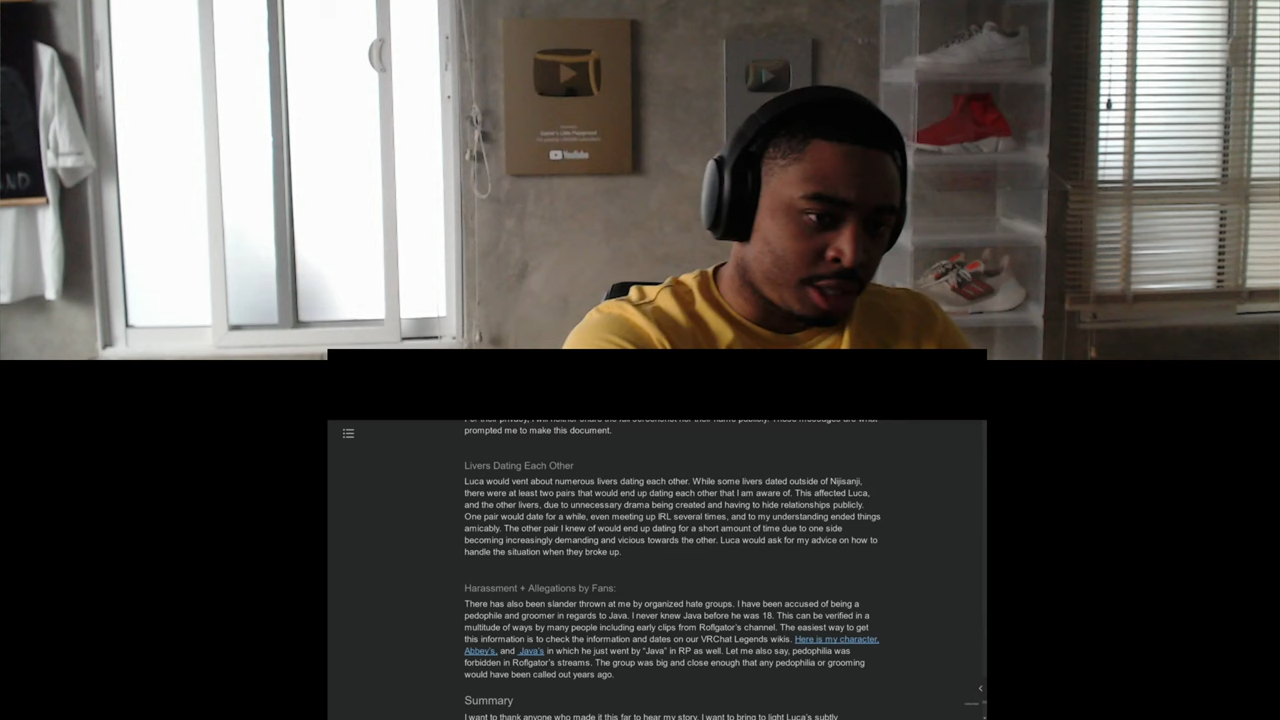 ND
YouTube
prompted me to make this document.
Livers Dating Each Other
Luca would vent about numerous livers dating each other. While some livers dated outside of Nijisanji,
there were at least two pairs that would end up dating each other that I am aware of. This affected Luca,
and the other livers, due to unnecessary drama being created and having to hide relationships publicly.
One pair would date for a while, even meeting up IRL several times, and to my understanding ended things
amicably. The other pair I knew of would end up dating for a short amount of time due to one side
becoming increasingly demanding and vicious towards the other. Luca would ask for my advice on how to
handle the situation when they broke up.
Harassment + Allegations by Fans:
There has also been slander thrown at me by organized hate groups. I have been accused of being a
pedophile and groomer in regards to Java. I never knew Java before he was 18. This can be verified in a
multitude of ways by many people including early clips from Roflgator's channel. The easiest way to get
this information is to check the information and dates on our VRChat Legends wikis. Here is my character,
Abbey's, and Java's in which he just went by "Java" in RP as well. Let me also say, pedophilia was
forbidden in Roflgator's streams. The group was big and close enough that any pedophilia or grooming
would have been called out years ago.
Summary
I want to thank anyone who made it this far to hear my story. I want to bring to light Luca's subtly